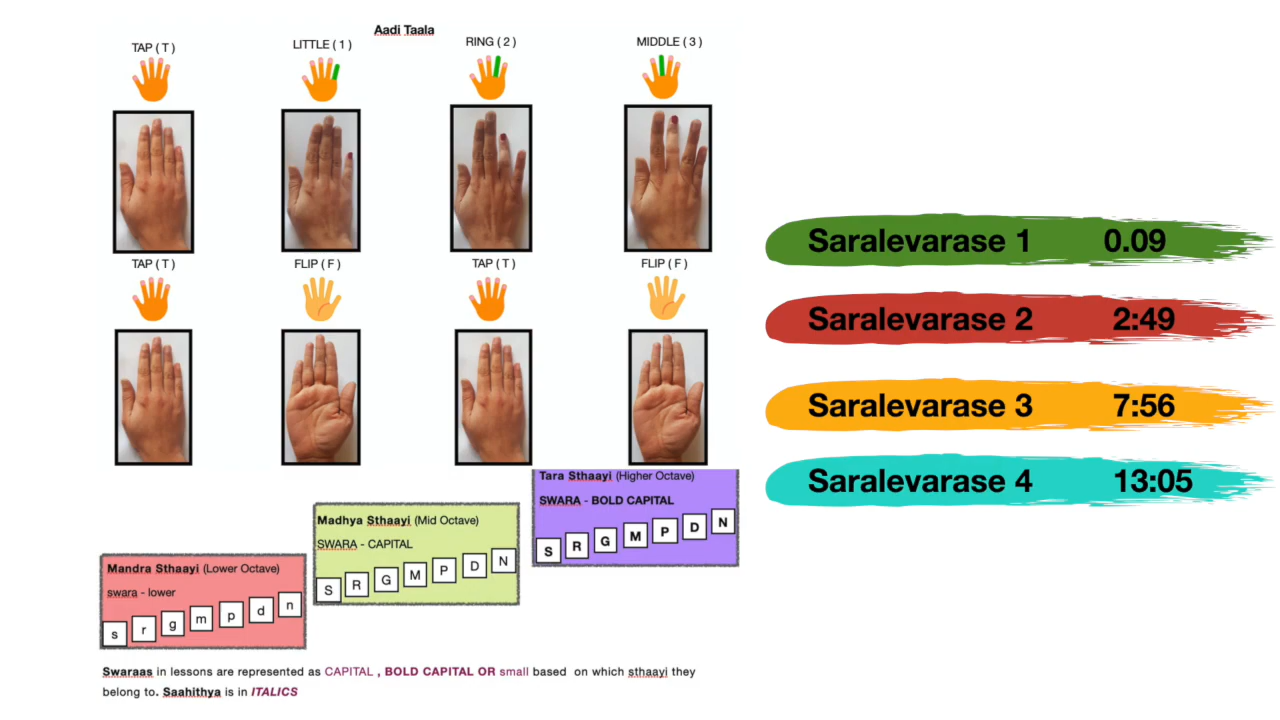 Aadi Taala
TAP ( T )
LITTLE ( 1 )
RING ( 2 )
MIDDLE ( 3 )
TAP ( T )
FLIP ( F )
TAP ( T )
FLIP ( F )
Mandra Sthaayi (Lower Octave)
swara - lower
s r g m p d n
Madhya Sthaayi (Mid Octave)
SWARA - CAPITAL
S R G M P D N
Tara Sthaayi (Higher Octave)
SWARA - BOLD CAPITAL
S R G M P D N
Swaraas in lessons are represented as CAPITAL , BOLD CAPITAL OR small based on which sthaayi they
belong to. Saahithya is in ITALICS
Saralevarase 1 0.09
Saralevarase 2 2:49
Saralevarase 3 7:56
Saralevarase 4 13:05